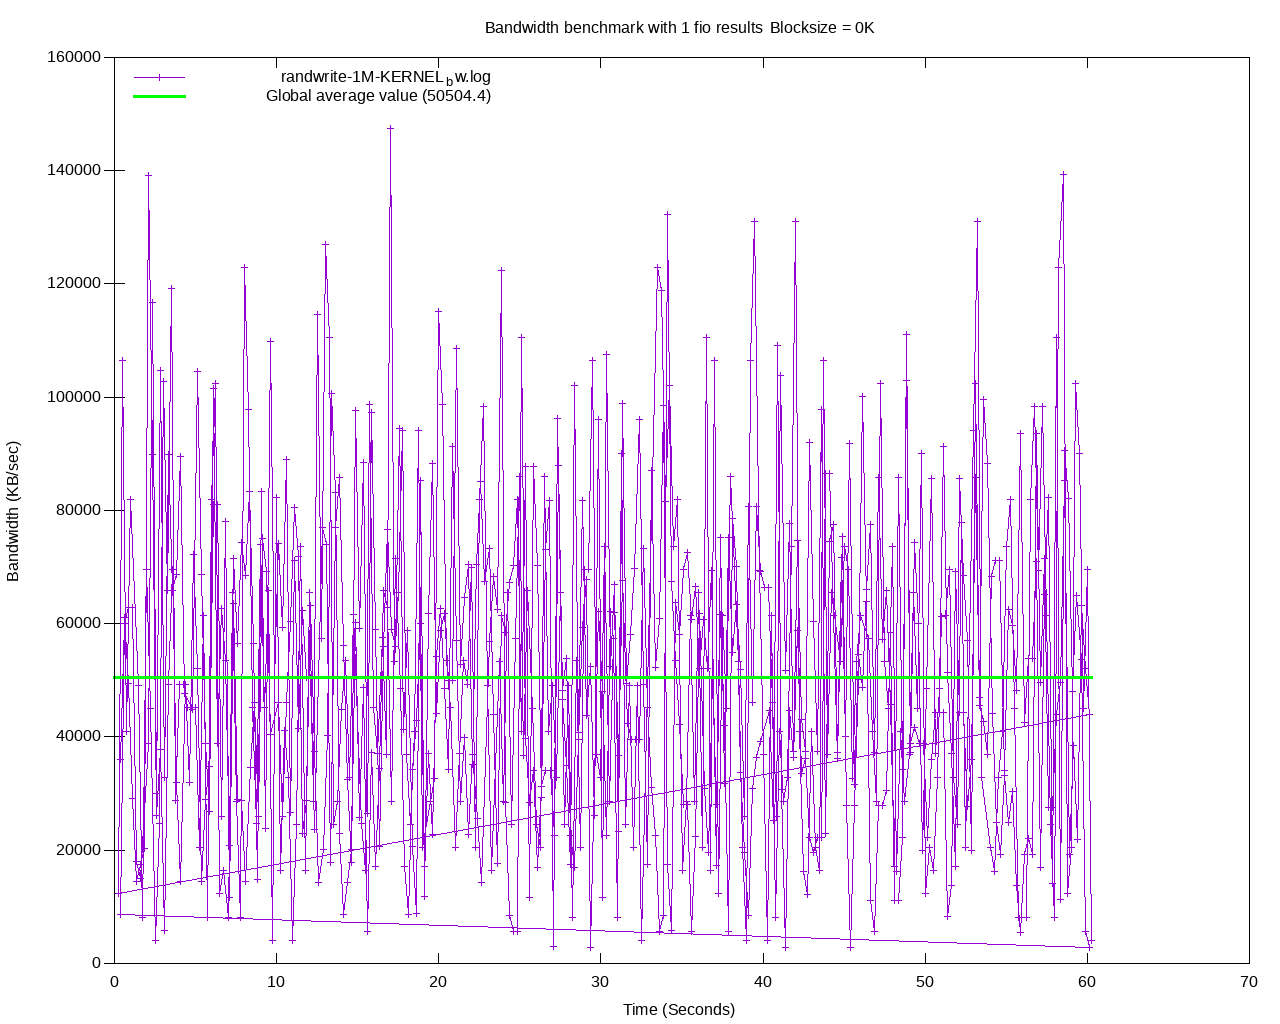 Bandwidth benchmark with 1 fio results Blocksize = 0K
160000
140000
120000
100000
80000
60000
40000
20000
0
Bandwidth (KB/sec)
randwrite-1M-KERNEL_bw.log
Global average value (50504.4)
0 10 20 30 40 50 60 70
Time (Seconds)